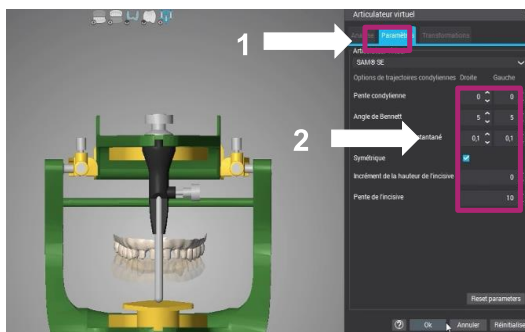 Articulateur virtuel
1
Paramètres Transformations
SAM® SE
Options de trajectoires condyliennes Droite Gauche
Pente condylienne 0 0
Angle de Bennett 5 5
2
0,1 0,1
Symétrique
Incrément de la hauteur de l'incisive 0
Pente de l'incisive 10
Reset parameters
Ok Annuler